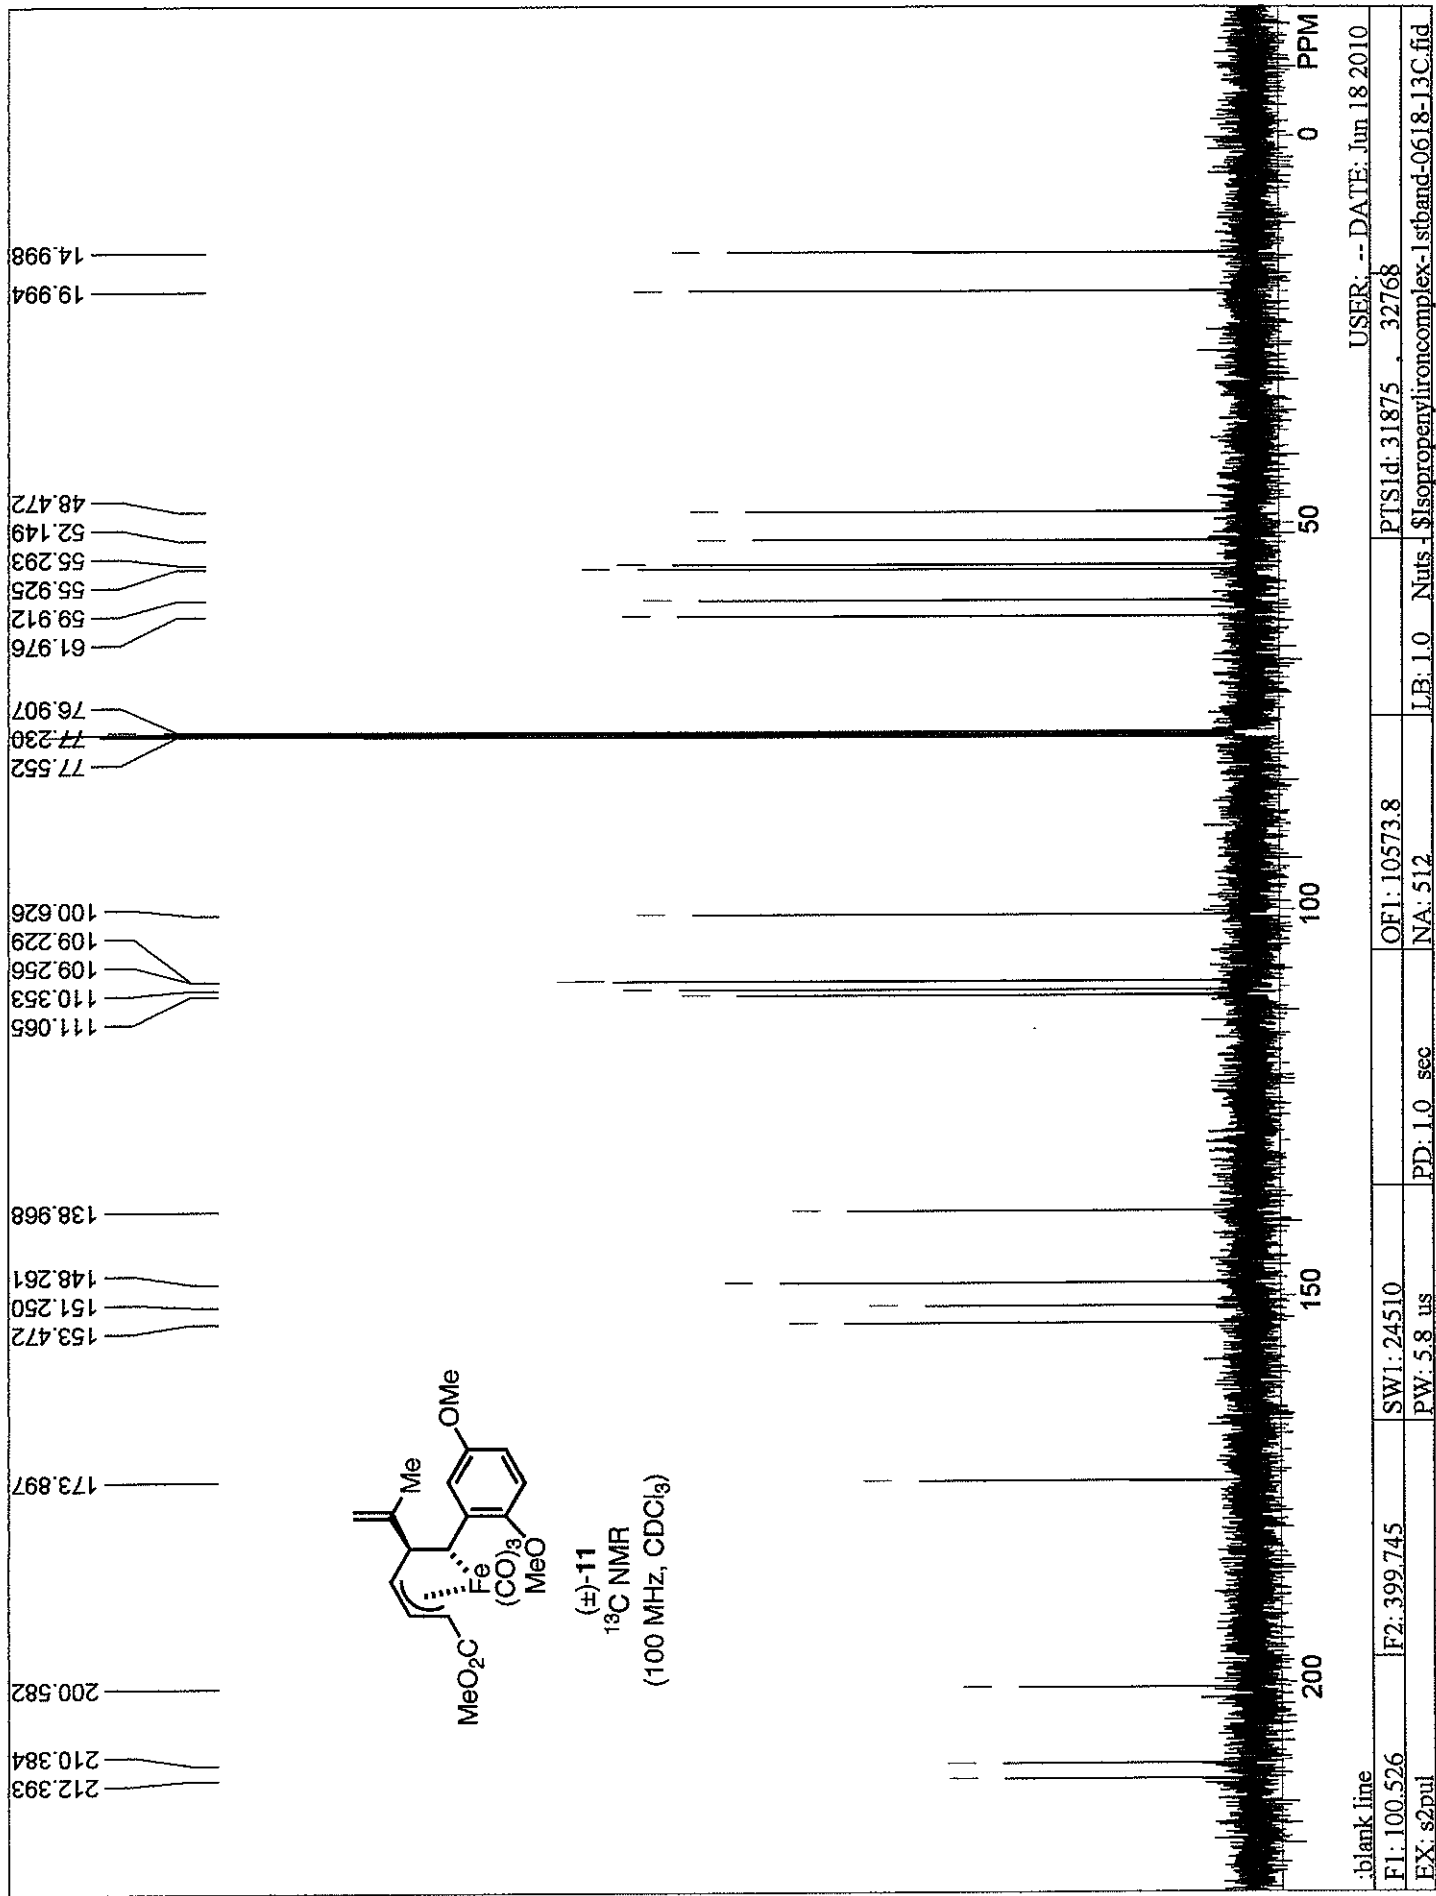 212.393
210.384
200.582
173.897
153.472
151.250
148.261
138.968
111.065
110.353
109.256
109.229
100.626
77.552
77.230
76.907
61.976
59.912
55.925
55.293
52.149
48.472
19.994
14.998
MeO2C
Me
OMe
Fe
(CO)3
MeO
(±)-11
13C NMR
(100 MHz, CDCl3)
200
150
100
50
0
PPM
:blank line
USER: -- DATE: Jun 18 2010
F1: 100.526
F2: 399.745
SW1: 24510
OF1: 10573.8
PTS1d: 31875 , 32768
EX: s2pul
PW: 5.8 us
PD: 1.0 sec
NA: 512
LB: 1.0
Nuts - $Isopropenylironcomplex-1stband-0618-13C.fid